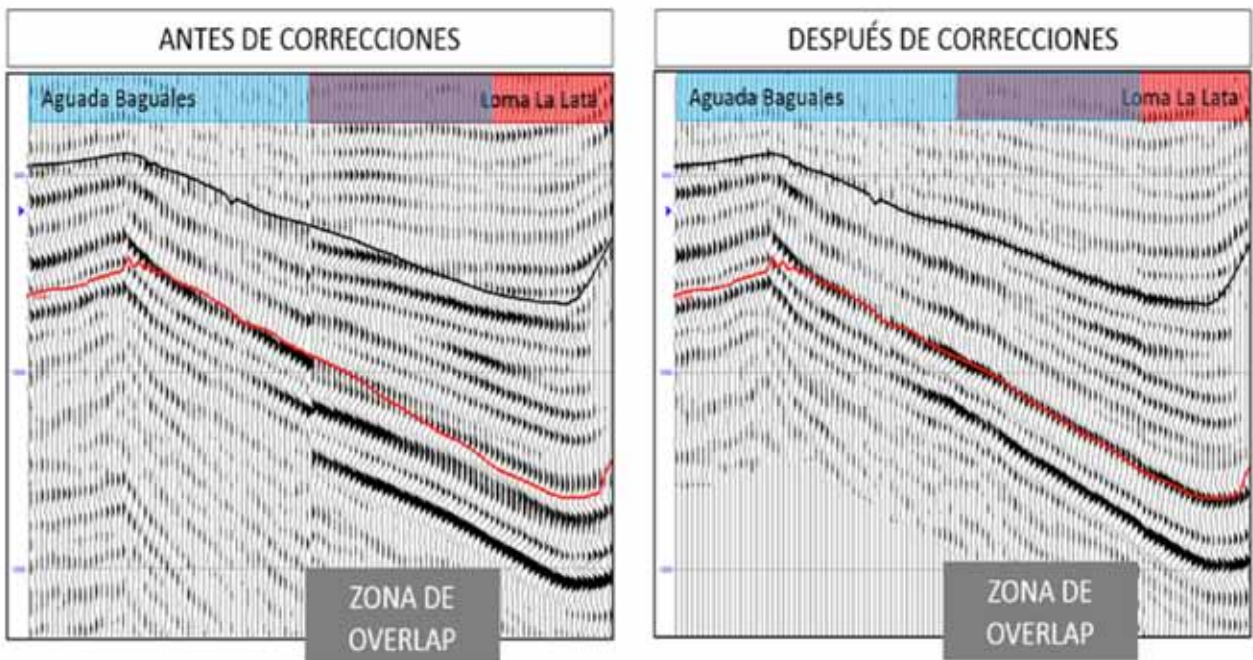 ANTES DE CORRECCIONES
Aguada Baguales
Loma La Lata
ZONA DE
OVERLAP
DESPUÉS DE CORRECCIONES
Aguada Baguales
Loma La Lata
ZONA DE
OVERLAP